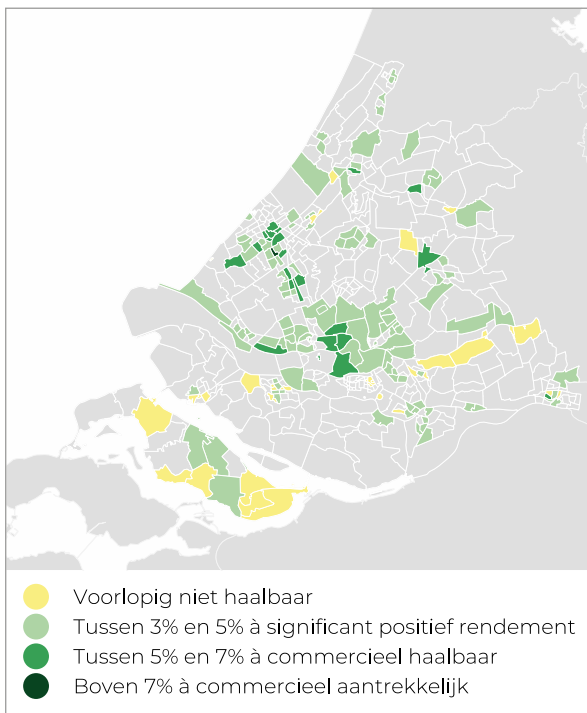 Voorlopig niet haalbaar
Tussen 3% en 5% à significant positief rendement
Tussen 5% en 7% à commercieel haalbaar
Boven 7% à commercieel aantrekkelijk